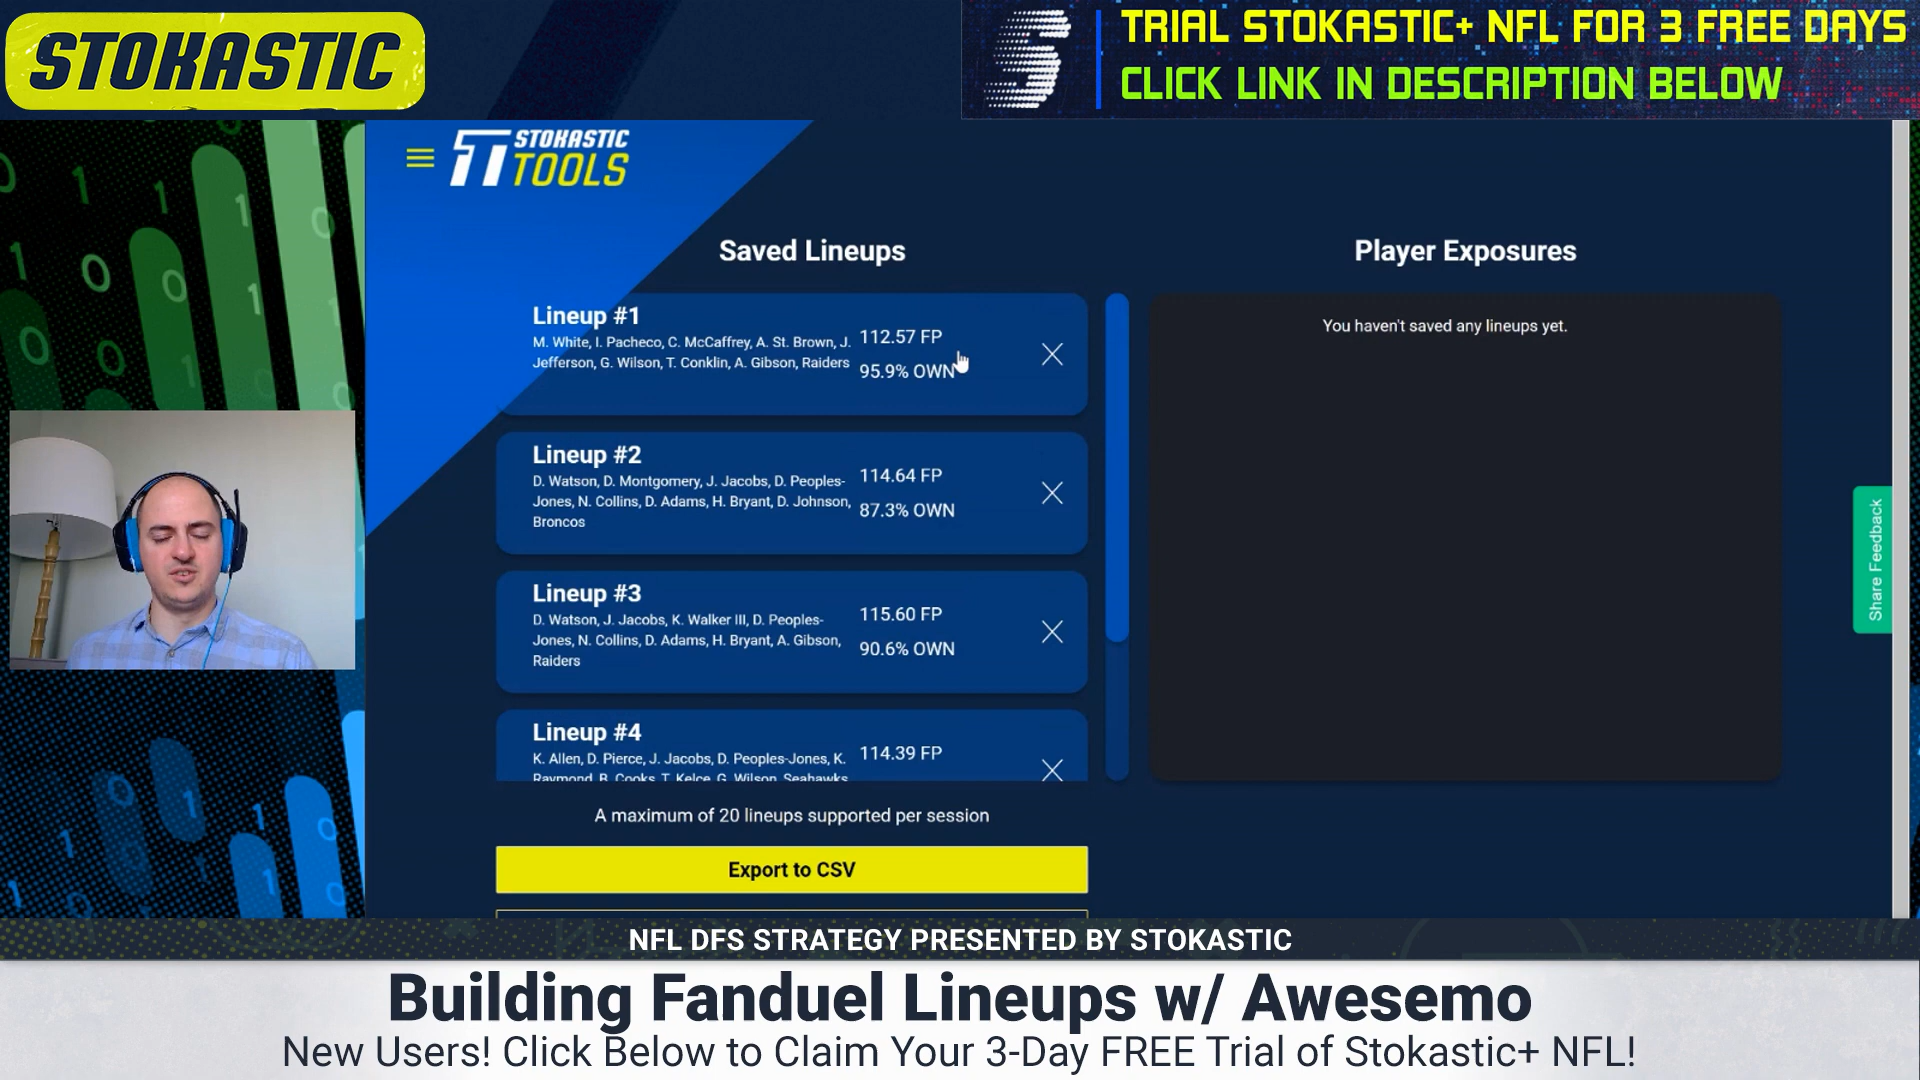 STOKASTIC
TRIAL STOKASTIC+ NFL FOR 3 FREE DAYS
CLICK LINK IN DESCRIPTION BELOW
STOKASTIC
TOOLS
Saved Lineups
Player Exposures
Lineup #1
M. White, I. Pacheco, C. McCaffrey, A. St. Brown, J.
Jefferson, G. Wilson, T. Conklin, A. Gibson, Raiders
112.57 FP
95.9% OWN
You haven't saved any lineups yet.
Lineup #2
D. Watson, D. Montgomery, J. Jacobs, D. Peoples-
Jones, N. Collins, D. Adams, H. Bryant, D. Johnson,
Broncos
114.64 FP
87.3% OWN
Lineup #3
D. Watson, J. Jacobs, K. Walker III, D. Peoples-
Jones, N. Collins, D. Adams, H. Bryant, A. Gibson,
Raiders
115.60 FP
90.6% OWN
Lineup #4
K. Allen, D. Pierce, J. Jacobs, D. Peoples-Jones, K.
Raymond, B. Cooks, T. Kelce, G. Wilson, Seahawks
114.39 FP
Share Feedback
A maximum of 20 lineups supported per session
Export to CSV
NFL DFS STRATEGY PRESENTED BY STOKASTIC
Building Fanduel Lineups w/ Awesemo
New Users! Click Below to Claim Your 3-Day FREE Trial of Stokastic+ NFL!